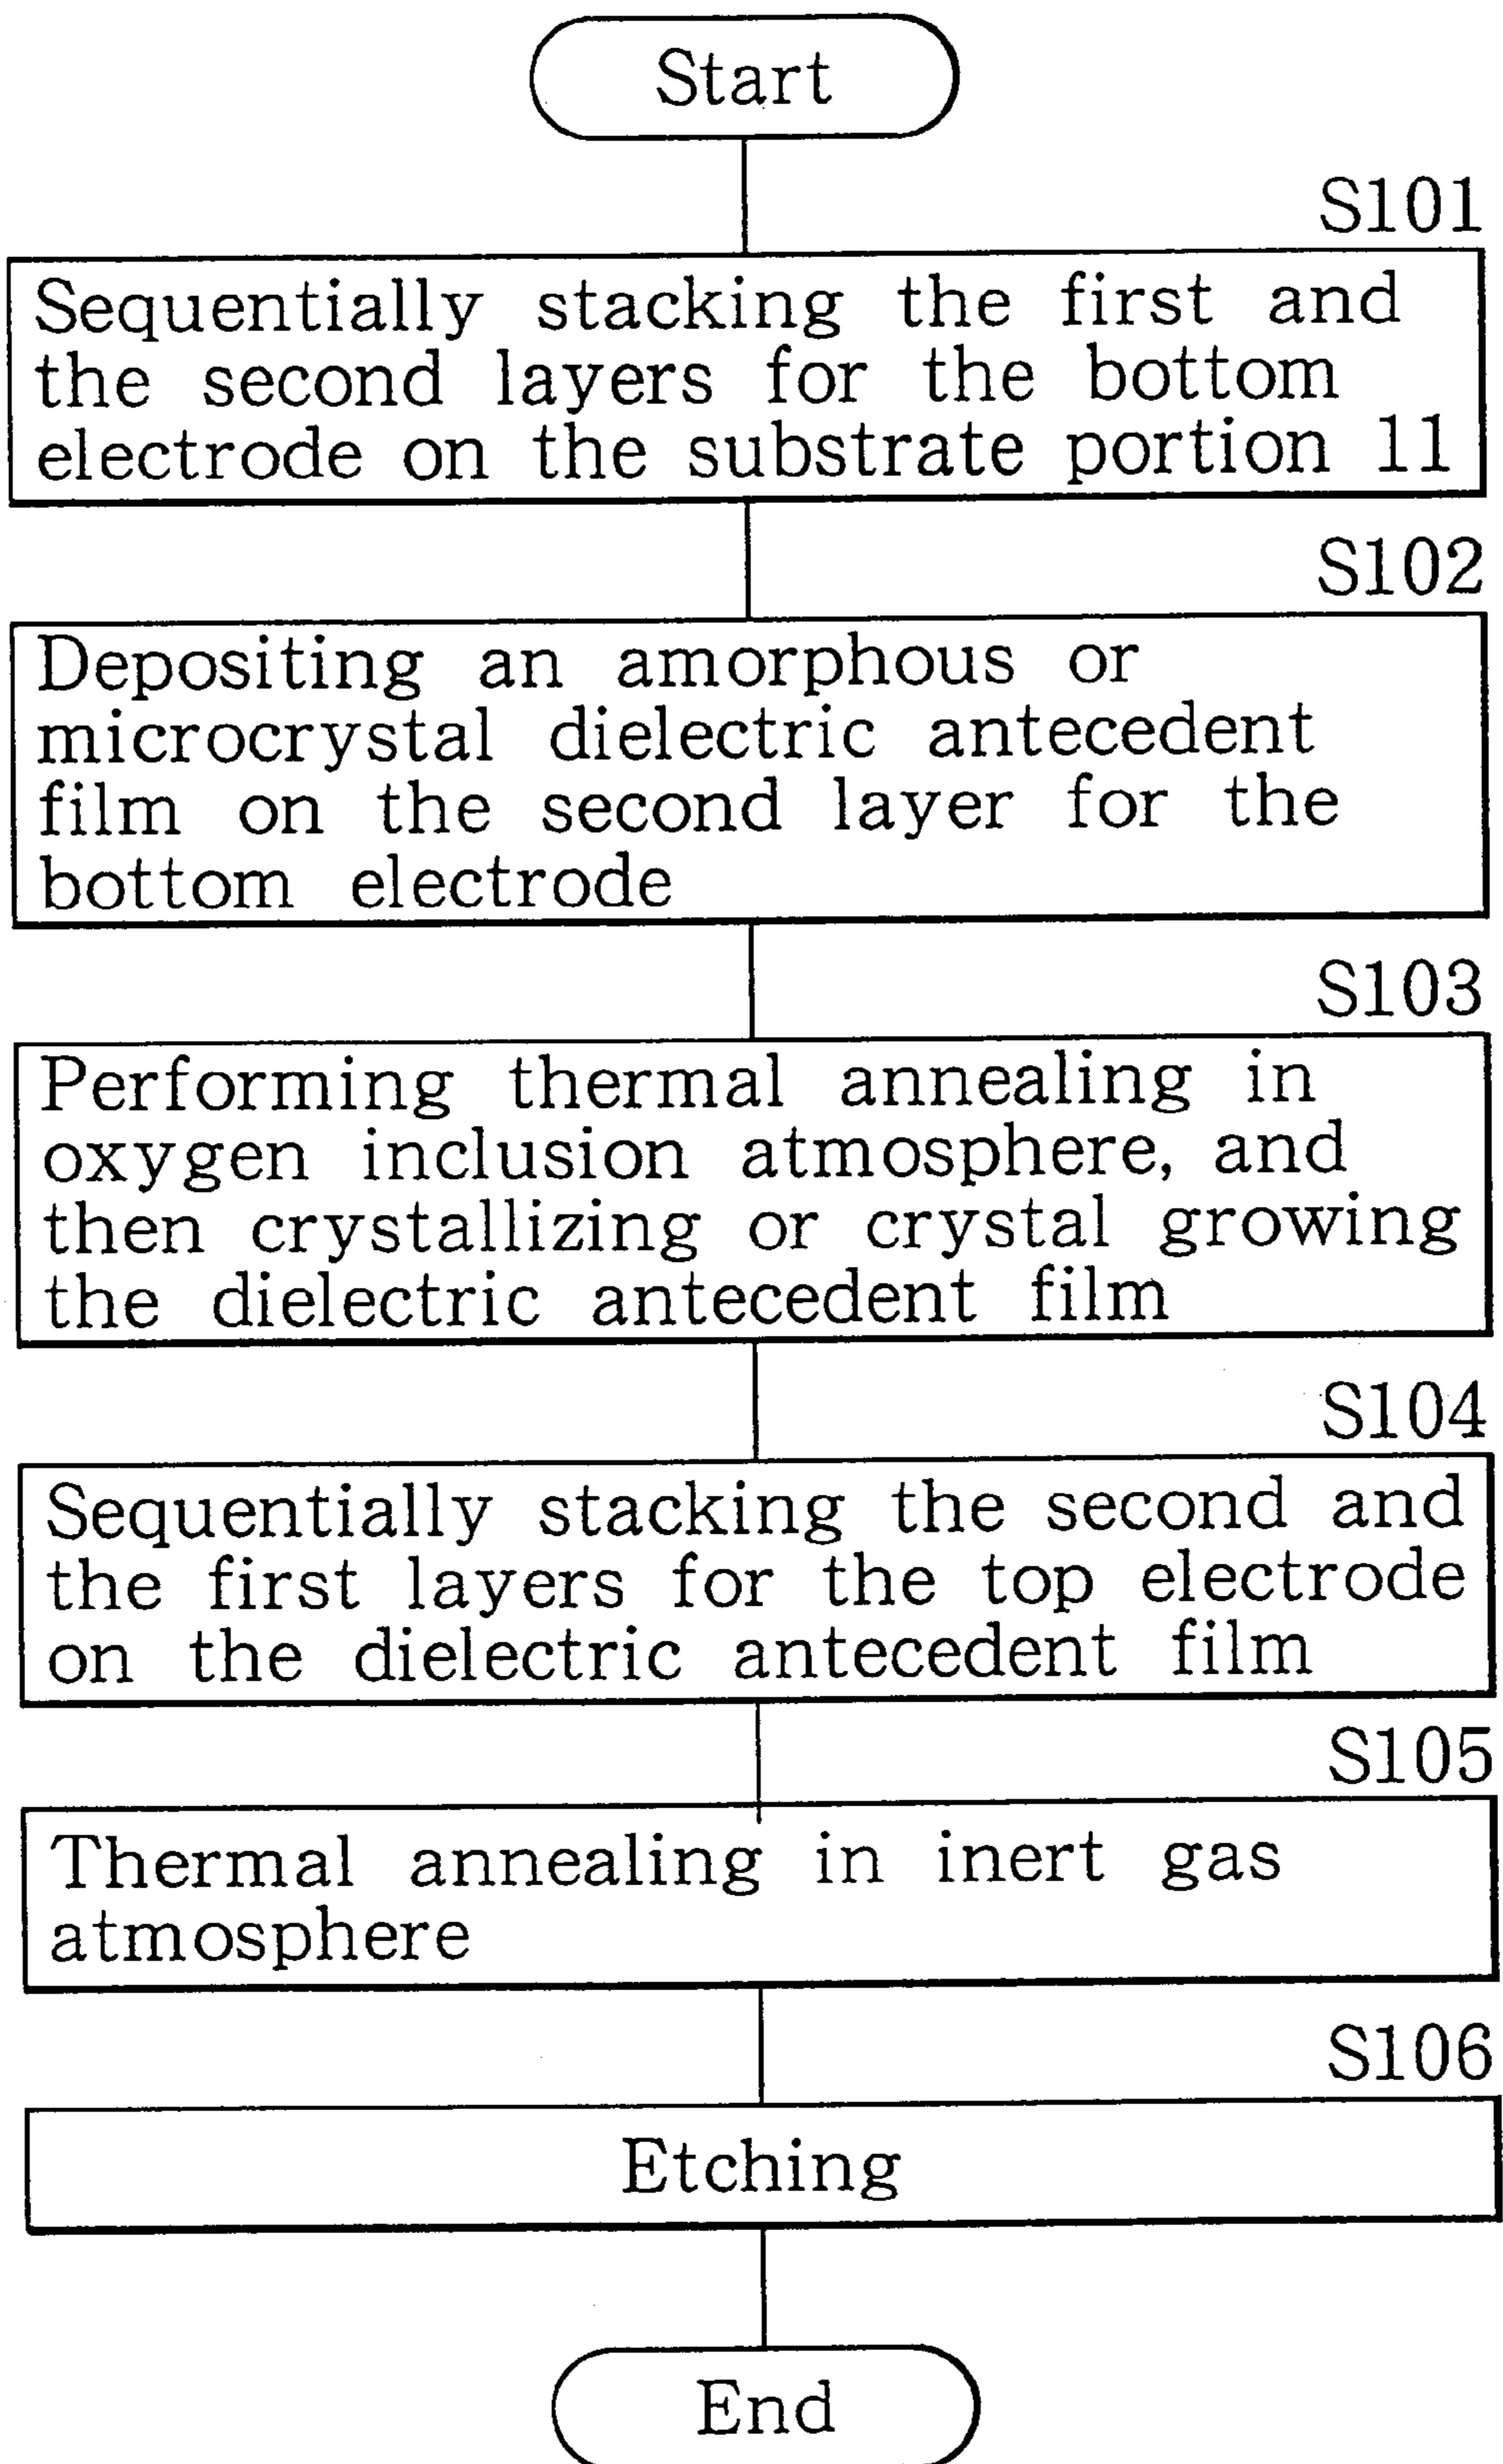 Start
S101
Sequentially stacking the first and
the second layers for the bottom
electrode on the substrate portion 11
S102
Depositing an amorphous or
microcrystal dielectric antecedent
film on the second layer for the
bottom electrode
S103
Performing thermal annealing in
oxygen inclusion atmosphere, and
then crystallizing or crystal growing
the dielectric antecedent film
S104
Sequentially stacking the second and
the first layers for the top electrode
on the dielectric antecedent film
S105
Thermal annealing in inert gas
atmosphere
S106
Etching
End